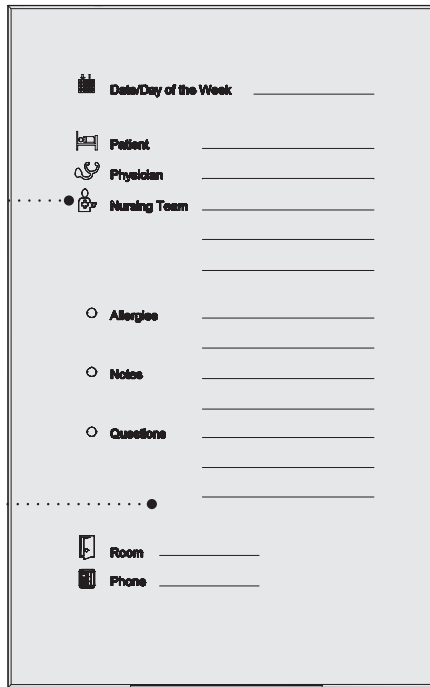 Date/Day of the Week
Patient
Physician
Nursing Team
Allergies
Notes
Questions
Room
Phone